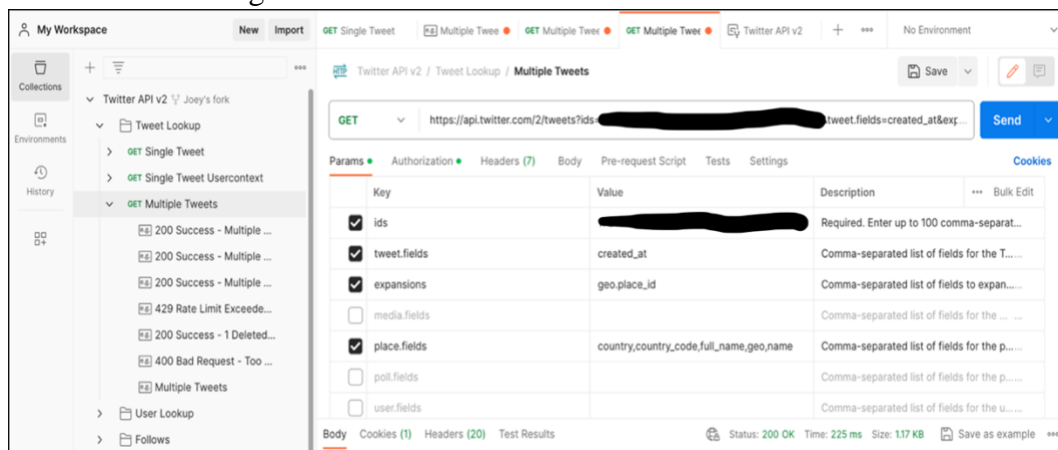 My Workspace New Import
GET Single Tweet e.g. Multiple Twee GET Multiple Twee GET Multiple Twee Twitter API v2 + ••• No Environment
Collections
Environments
History
Twitter API v2 Joey's fork
Tweet Lookup
GET Single Tweet
GET Single Tweet Usercontext
GET Multiple Tweets
e.g. 200 Success - Multiple ...
e.g. 200 Success - Multiple ...
e.g. 200 Success - Multiple ...
e.g. 429 Rate Limit Exceede...
e.g. 200 Success - 1 Deleted...
e.g. 400 Bad Request - Too ...
e.g. Multiple Tweets
User Lookup
Follows
HTTP Twitter API v2 / Tweet Lookup / Multiple Tweets Save
GET https://api.twitter.com/2/tweets?ids= tweet.fields=created_at&exp... Send
Params Authorization Headers (7) Body Pre-request Script Tests Settings Cookies
Key Value Description ••• Bulk Edit
ids Required. Enter up to 100 comma-separat...
tweet.fields created_at Comma-separated list of fields for the T...
expansions geo.place_id Comma-separated list of fields to expan...
media.fields Comma-separated list of fields for the ...
place.fields country,country_code,full_name,geo,name Comma-separated list of fields for the p...
poll.fields Comma-separated list of fields for the p...
user.fields Comma-separated list of fields for the u...
Body Cookies (1) Headers (20) Test Results Status: 200 OK Time: 225 ms Size: 1.17 KB Save as example •••